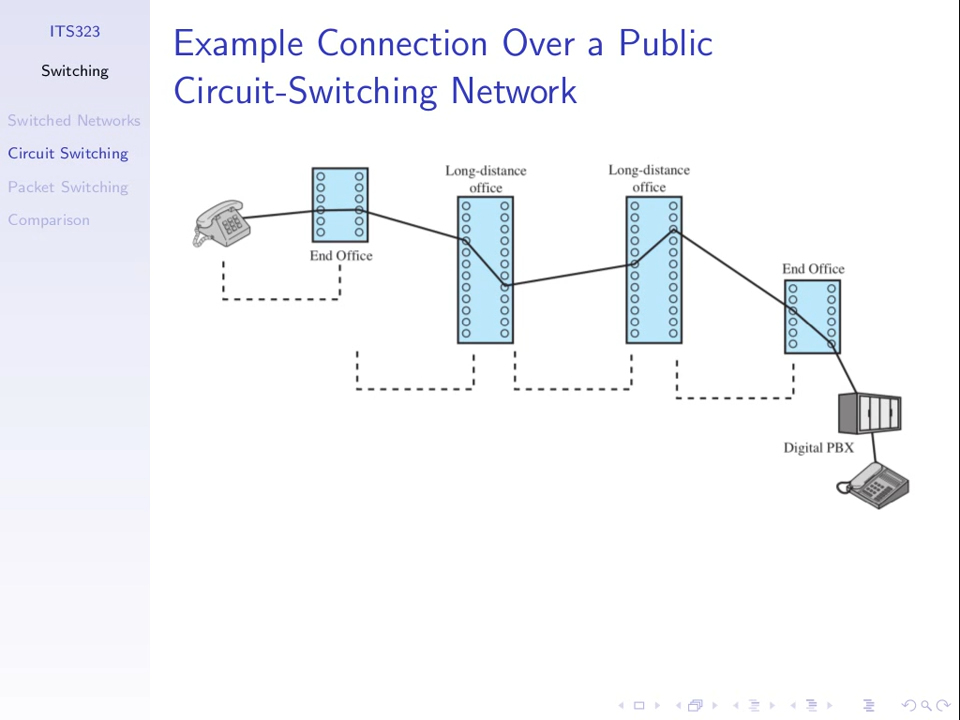 ITS323
Switching
Switched Networks
Circuit Switching
Packet Switching
Comparison
Example Connection Over a Public
Circuit-Switching Network
Long-distance
office
Long-distance
office
End Office
End Office
Digital PBX